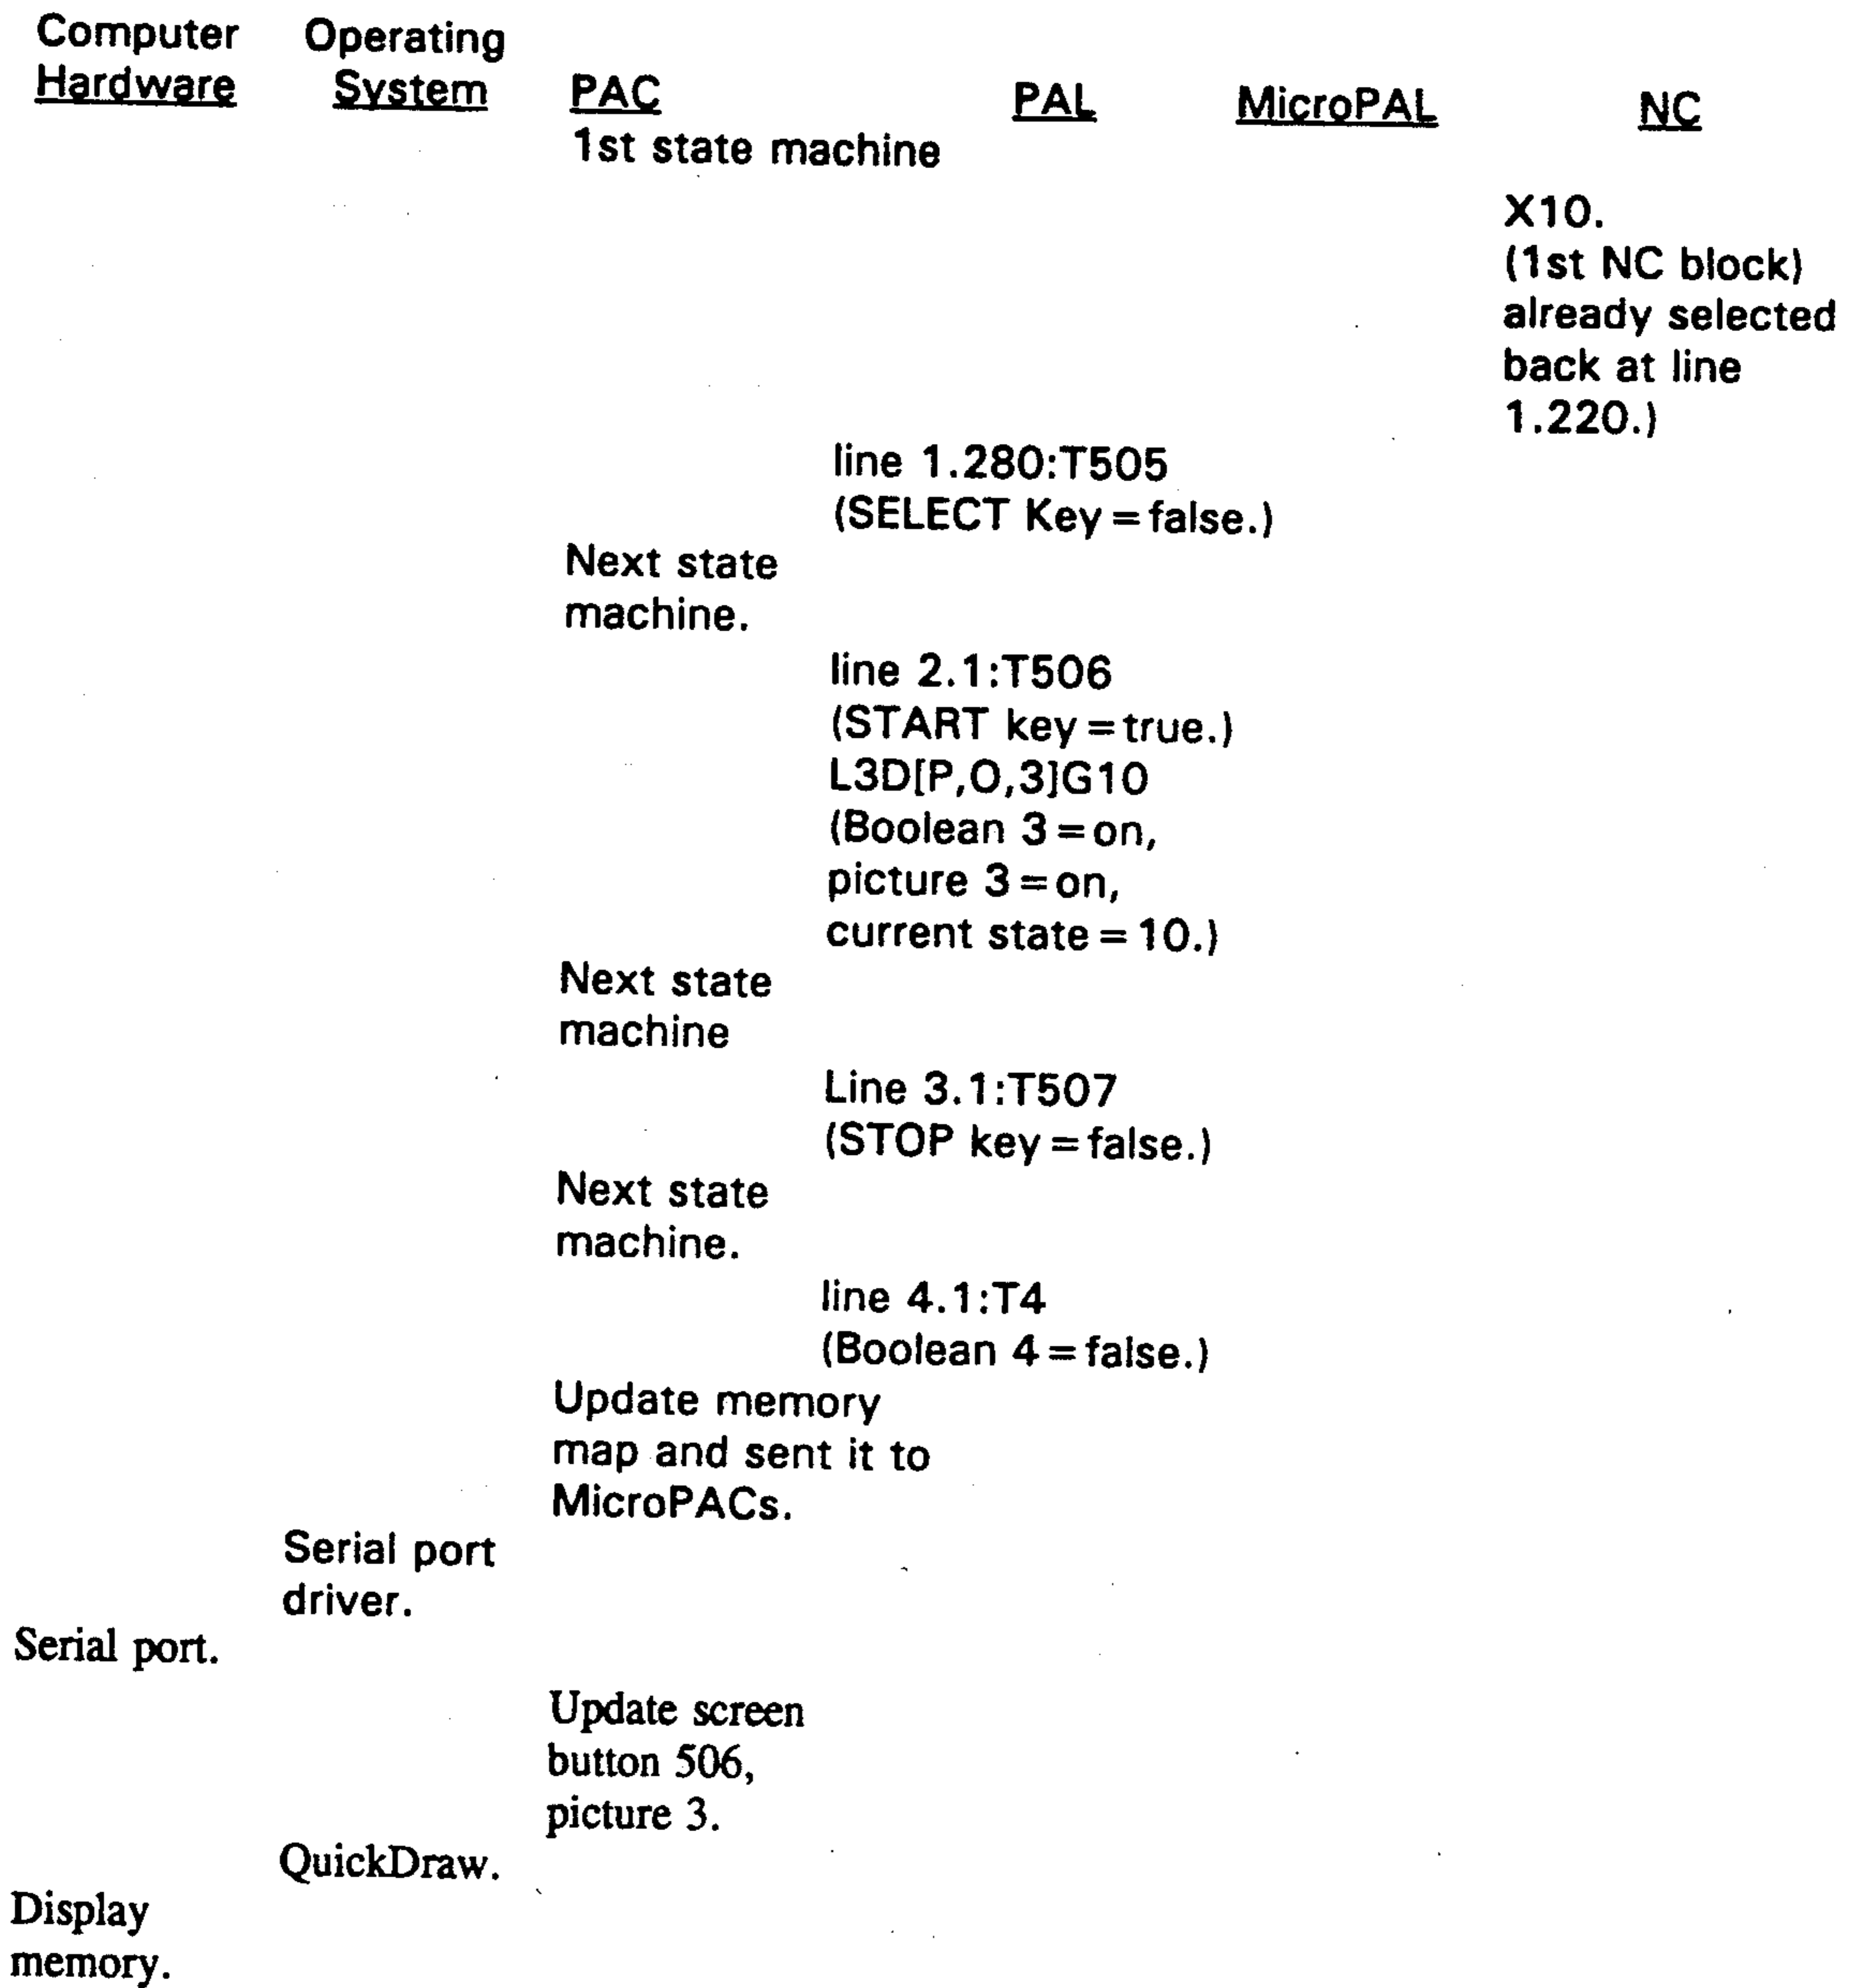 Computer Operating
Hardware System PAC PAL MicroPAL NC
1st state machine
X10.
(1st NC block)
already selected
back at line
1.220.)
line 1.280:T505
(SELECT Key=false.)
Next state
machine.
line 2.1:T506
(START key=true.)
L3D[P,O,3]G10
(Boolean 3=on,
picture 3=on,
current state=10.)
Next state
machine
Line 3.1:T507
(STOP key=false.)
Next state
machine.
line 4.1:T4
(Boolean 4=false.)
Update memory
map and sent it to
MicroPACs.
Serial port
driver.
Serial port.
Update screen
button 506,
picture 3.
QuickDraw.
Display
memory.